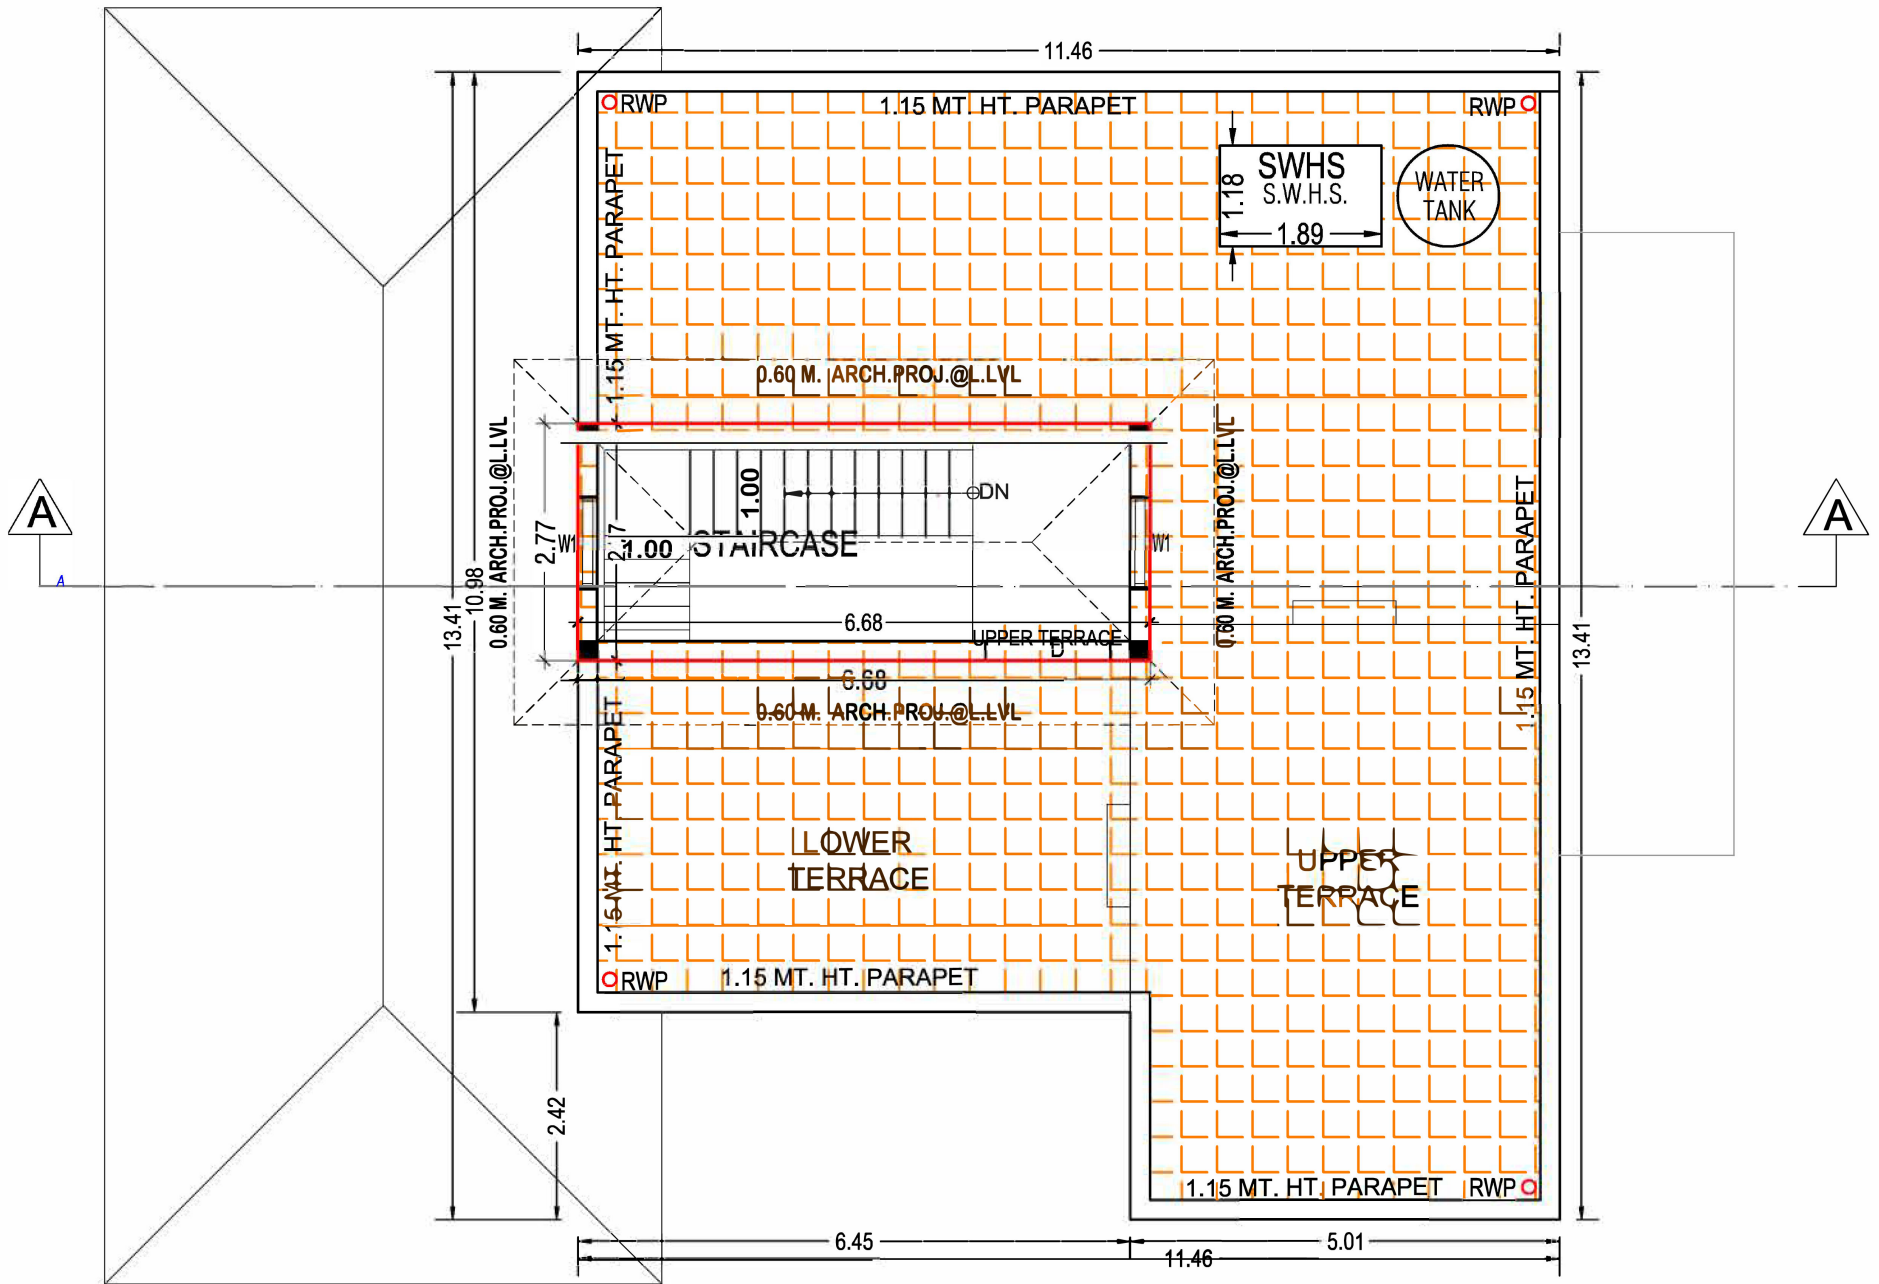 11.46
RWP
1.15 MT. HT. PARAPET
RWP
SWHS
S.W.H.S.
1.18
1.89
WATER
TANK
1.15 MT. HT. PARAPET
0.60 M. ARCH.PROJ.@L.LVL
0.60 M. ARCH.PROJ.@L.LVL
2.77
W1
2.77
1.00
1.00
STAIRCASE
DN
W1
0.60 M. ARCH.PROJ.@L.LVL
1.15 MT. HT. PARAPET
A
A
A
13.41
10.98
13.41
6.68
UPPER TERRACE
D
6.68
0.60 M. ARCH.PROJ.@L.LVL
1.15 MT. HT. PARAPET
LOWER
TERRACE
UPPER
TERRACE
RWP
1.15 MT. HT. PARAPET
2.42
1.15 MT. HT. PARAPET
RWP
6.45
5.01
11.46